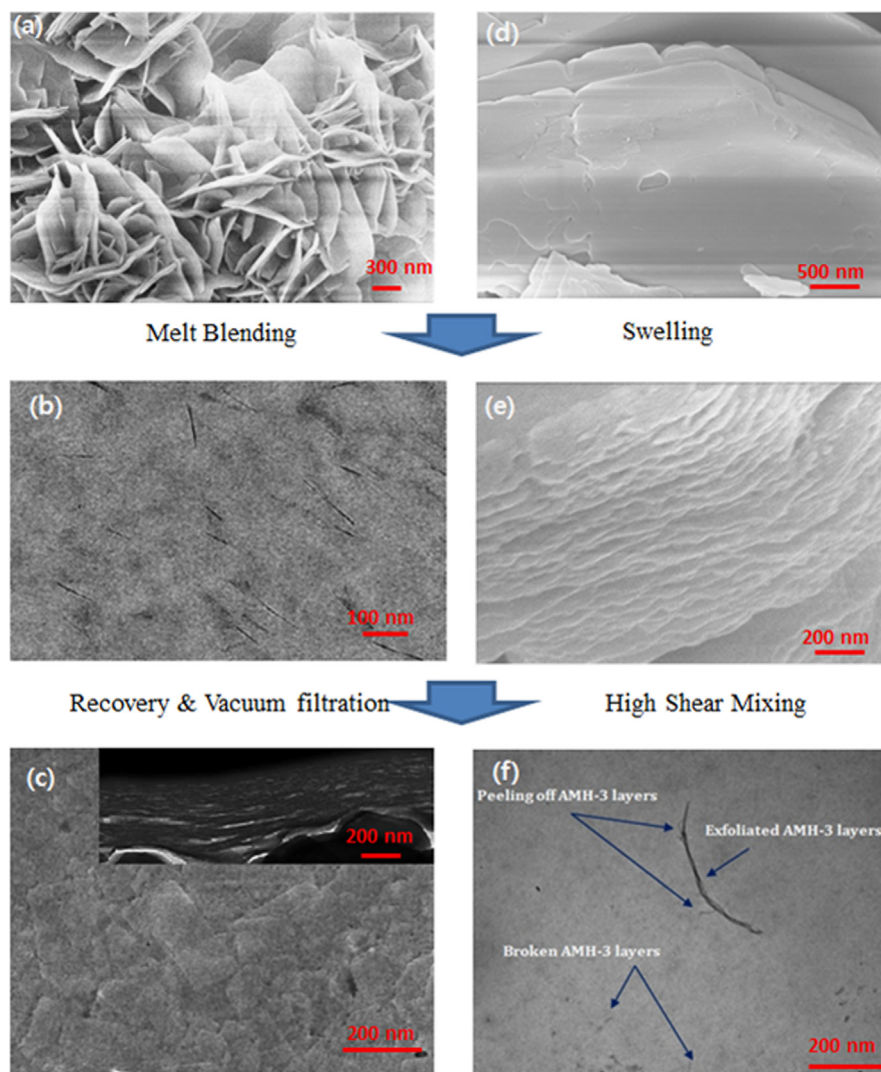 (a)
300 nm
(d)
500 nm
Melt Blending
Swelling
(b)
100 nm
(e)
200 nm
Recovery & Vacuum filtration
High Shear Mixing
(c)
200 nm
200 nm
(f)
Peeling off AMH-3 layers
Exfoliated AMH-3 layers
Broken AMH-3 layers
200 nm